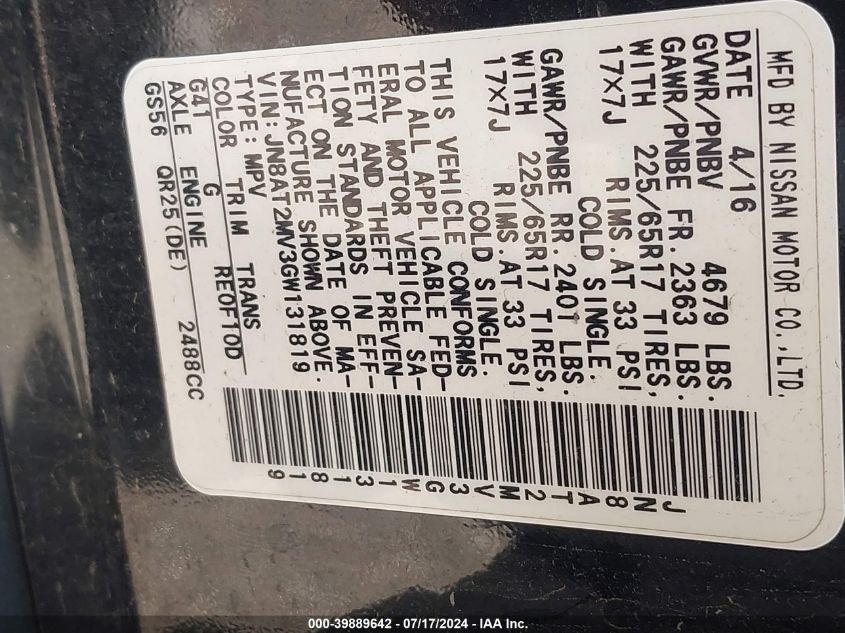 MFD BY NISSAN MOTOR CO.,LTD.
DATE 4/16
GVWR/PNBV 4679 LBS.
GAWR/PNBE FR. 2363 LBS.
WITH 225/65R17 TIRES,
17X7J RIMS.AT 33 PSI
COLD SINGLE.
GAWR/PNBE RR. 2401 LBS.
WITH 225/65R17 TIRES,
17X7J RIMS.AT 33 PSI
COLD SINGLE.
THIS VEHICLE CONFORMS
TO ALL APPLICABLE FED-
ERAL MOTOR VEHICLE SA-
FETY AND THEFT PREVEN-
TION STANDARDS IN EFF-
ECT ON THE DATE OF MA-
NUFACTURE SHOWN ABOVE.
VIN:JN8AT2MV3GW131819
TYPE:MPV
COLOR TRIM TRANS
G41 G RE0F10D
AXLE ENGINE
GS56 QR25(DE) 2488CC
JN8AT2MV3GW131819
000-39889642 - 07/17/2024 - IAA Inc.